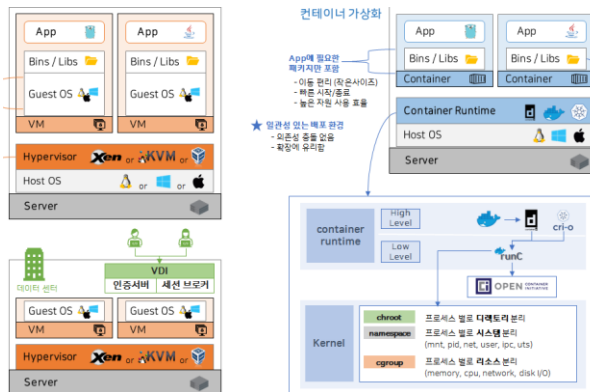 App
App
Bins / Libs
Bins / Libs
Guest OS
Guest OS
VM
VM
Hypervisor Xen or KVM or
Host OS or or
Server
데이터 센터
VDI
인증서버 세션 브로커
Guest OS
Guest OS
VM
VM
Hypervisor Xen or KVM or
Server
컨테이너 가상화
App에 필요한
패키지만 포함
- 이동 편리 (작은사이즈)
- 빠른 시작/종료
- 높은 자원 사용 효율
★ 일관성 있는 배포 환경
- 의존성 충돌 없음
- 확장에 유리함
App
App
Bins / Libs
Bins / Libs
Container
Container
Container Runtime
Host OS
Server
container
runtime
High
Level
Low
Level
cri-o
runC
OPEN CONTAINER
INITIATIVE
Kernel
chroot 프로세스 별로 디렉토리 분리
namespace 프로세스 별로 시스템 분리
(mnt, pid, net, user, ipc, uts)
cgroup 프로세스 별로 리소스 분리
(memory, cpu, network, disk I/O)